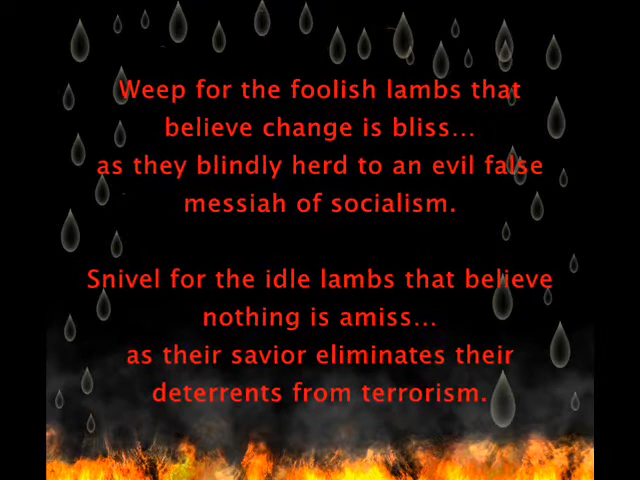 Weep for the foolish lambs that
believe change is bliss...
as they blindly herd to an evil false
messiah of socialism.
Snivel for the idle lambs that believe
nothing is amiss...
as their savior eliminates their
deterrents from terrorism.